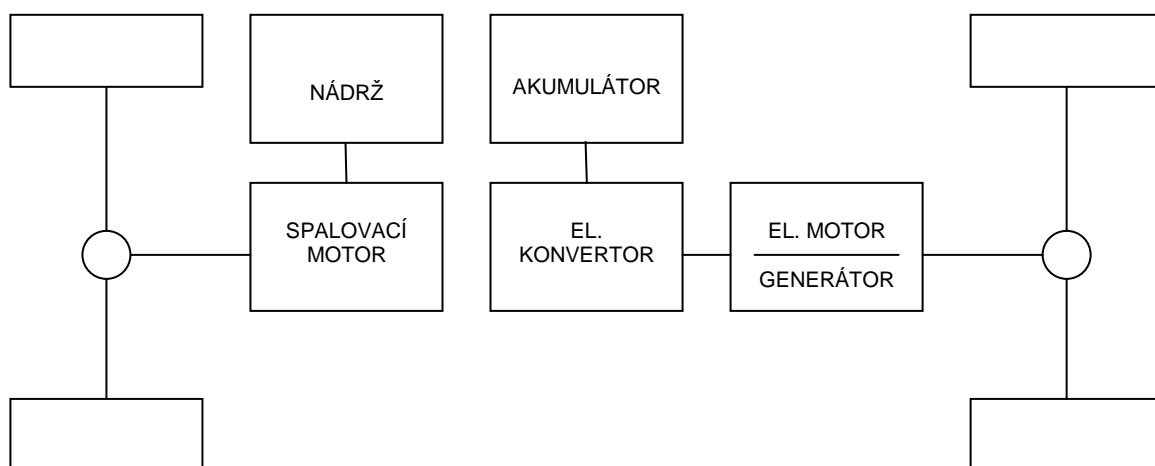 NÁDRŽ
AKUMULÁTOR
SPALOVACÍ
MOTOR
EL.
KONVERTOR
EL. MOTOR
GENERÁTOR